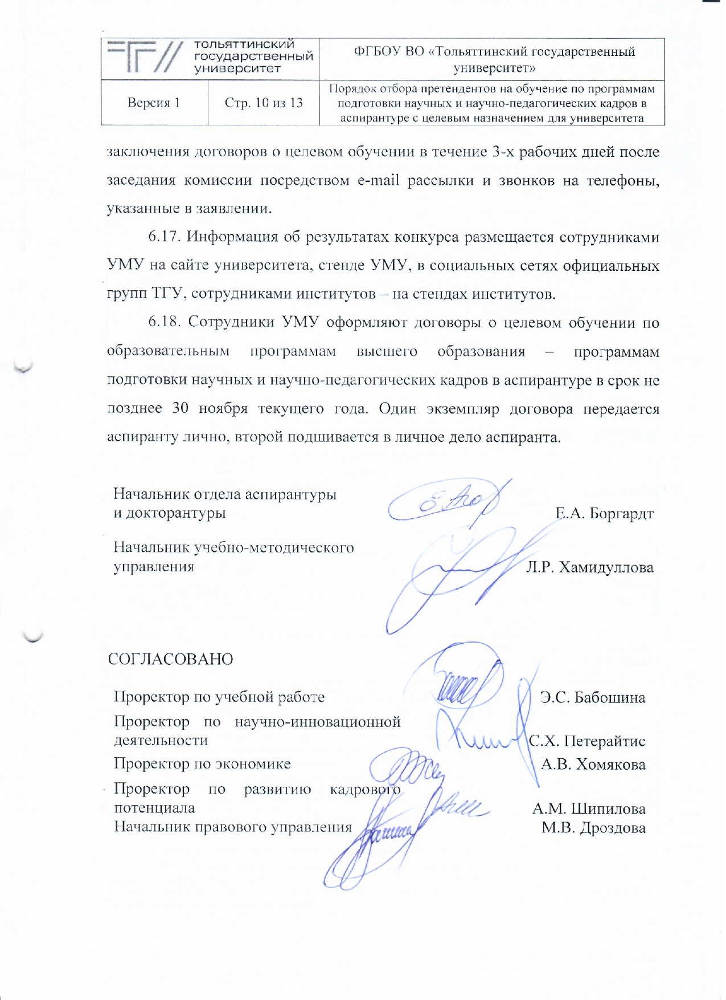 ТОЛЬЯТТИНСКИЙ
государственный
университет
ФГБОУ ВО «Тольяттинский государственный
университет»
Версия 1
Стр. 10 из 13
Порядок отбора претендентов на обучение по программам
подготовки научных и научно-педагогических кадров в
аспирантуре с целевым назначением для университета
заключения договоров о целевом обучении в течение 3-х рабочих дней после
заседания комиссии посредством e-mail рассылки и звонков на телефоны,
указанные в заявлении.
6.17. Информация об результатах конкурса размещается сотрудниками
УМУ на сайте университета, стенде УМУ, в социальных сетях официальных
групп ТГУ, сотрудниками институтов – на стендах институтов.
6.18. Сотрудники УМУ оформляют договоры о целевом обучении по
образовательным программам высшего образования – программам
подготовки научных и научно-педагогических кадров в аспирантуре в срок не
позднее 30 ноября текущего года. Один экземпляр договора передается
аспиранту лично, второй подшивается в личное дело аспиранта.
Начальник отдела аспирантуры
и докторантуры Е.А. Боргардт
Начальник учебно-методического
управления Л.Р. Хамидуллова
СОГЛАСОВАНО
Проректор по учебной работе Э.С. Бабошина
Проректор по научно-инновационной
деятельности С.Х. Петерайтис
Проректор по экономике А.В. Хомякова
Проректор по развитию кадрового
потенциала А.М. Шипилова
Начальник правового управления М.В. Дроздова